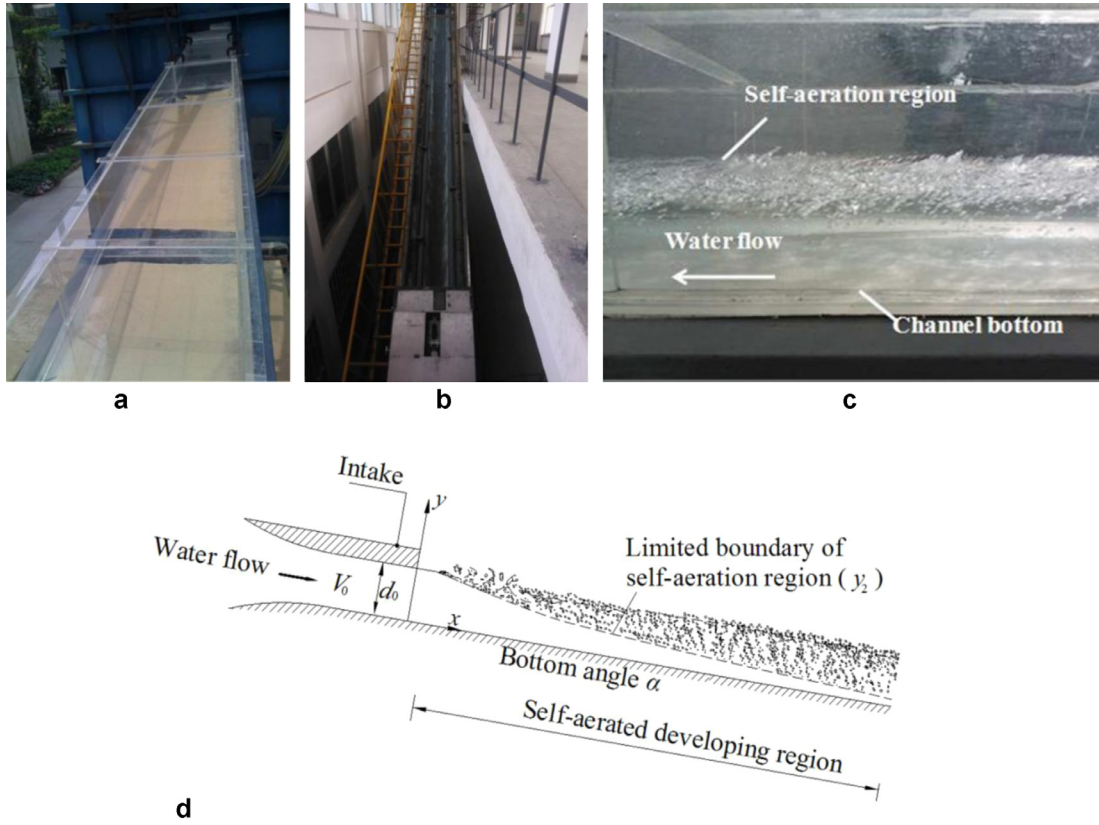 Self-aeration region
Water flow
Channel bottom
a
b
c
Intake
y
Water flow
V₀
d₀
x
Limited boundary of
self-aeration region ( y₂ )
Bottom angle α
Self-aerated developing region
d